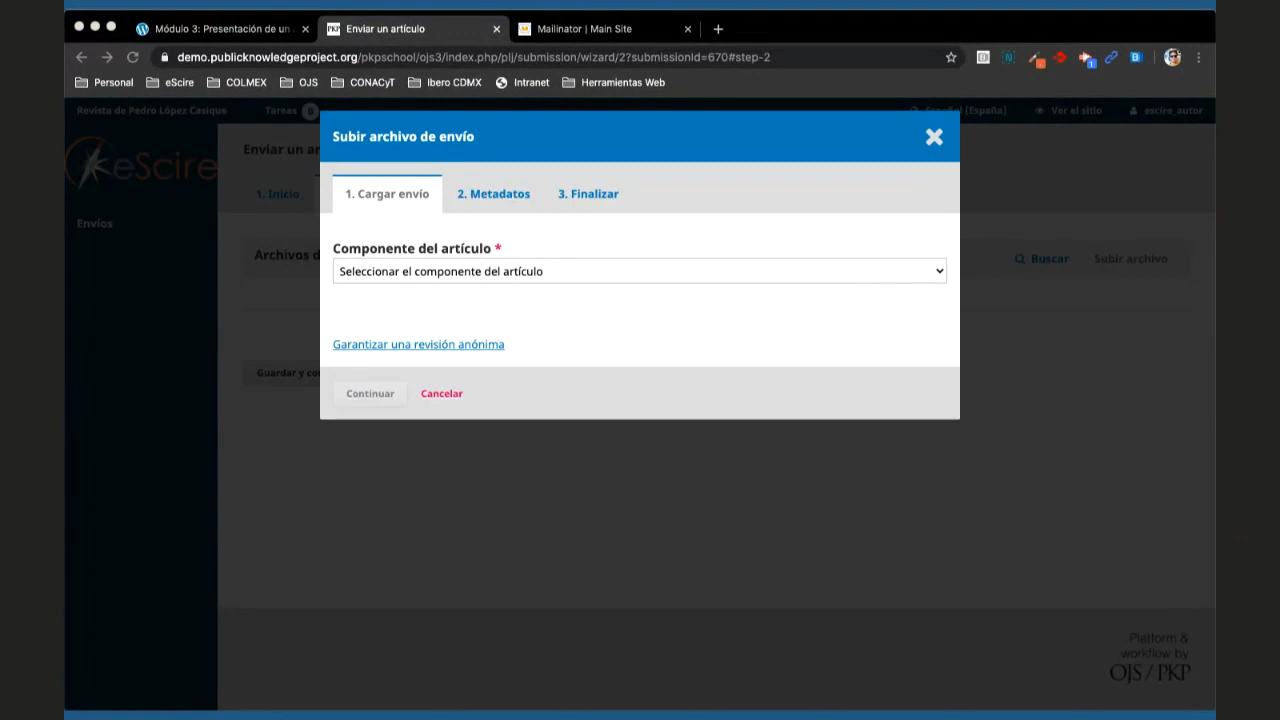 Módulo 3: Presentación de un
Enviar un artículo
Mailinator | Main Site
demo.publicknowledgeproject.org/pkpschool/ojs3/index.php/plj/submission/wizard/2?submissionId=670#step-2
Personal eScire COLMEX OJS CONACyT Ibero CDMX Intranet Herramientas Web
Revista de Pedro López Casique Tareas 0 Español (España) Ver el sitio escire_autor
Subir archivo de envío
eScire
Enviar un ar
1. Inicio
1. Cargar envío 2. Metadatos 3. Finalizar
Envíos
Componente del artículo *
Archivos d
Buscar Subir archivo
Seleccionar el componente del artículo
Garantizar una revisión anónima
Guardar y co
Continuar Cancelar
Platform &
workflow by
OJS / PKP